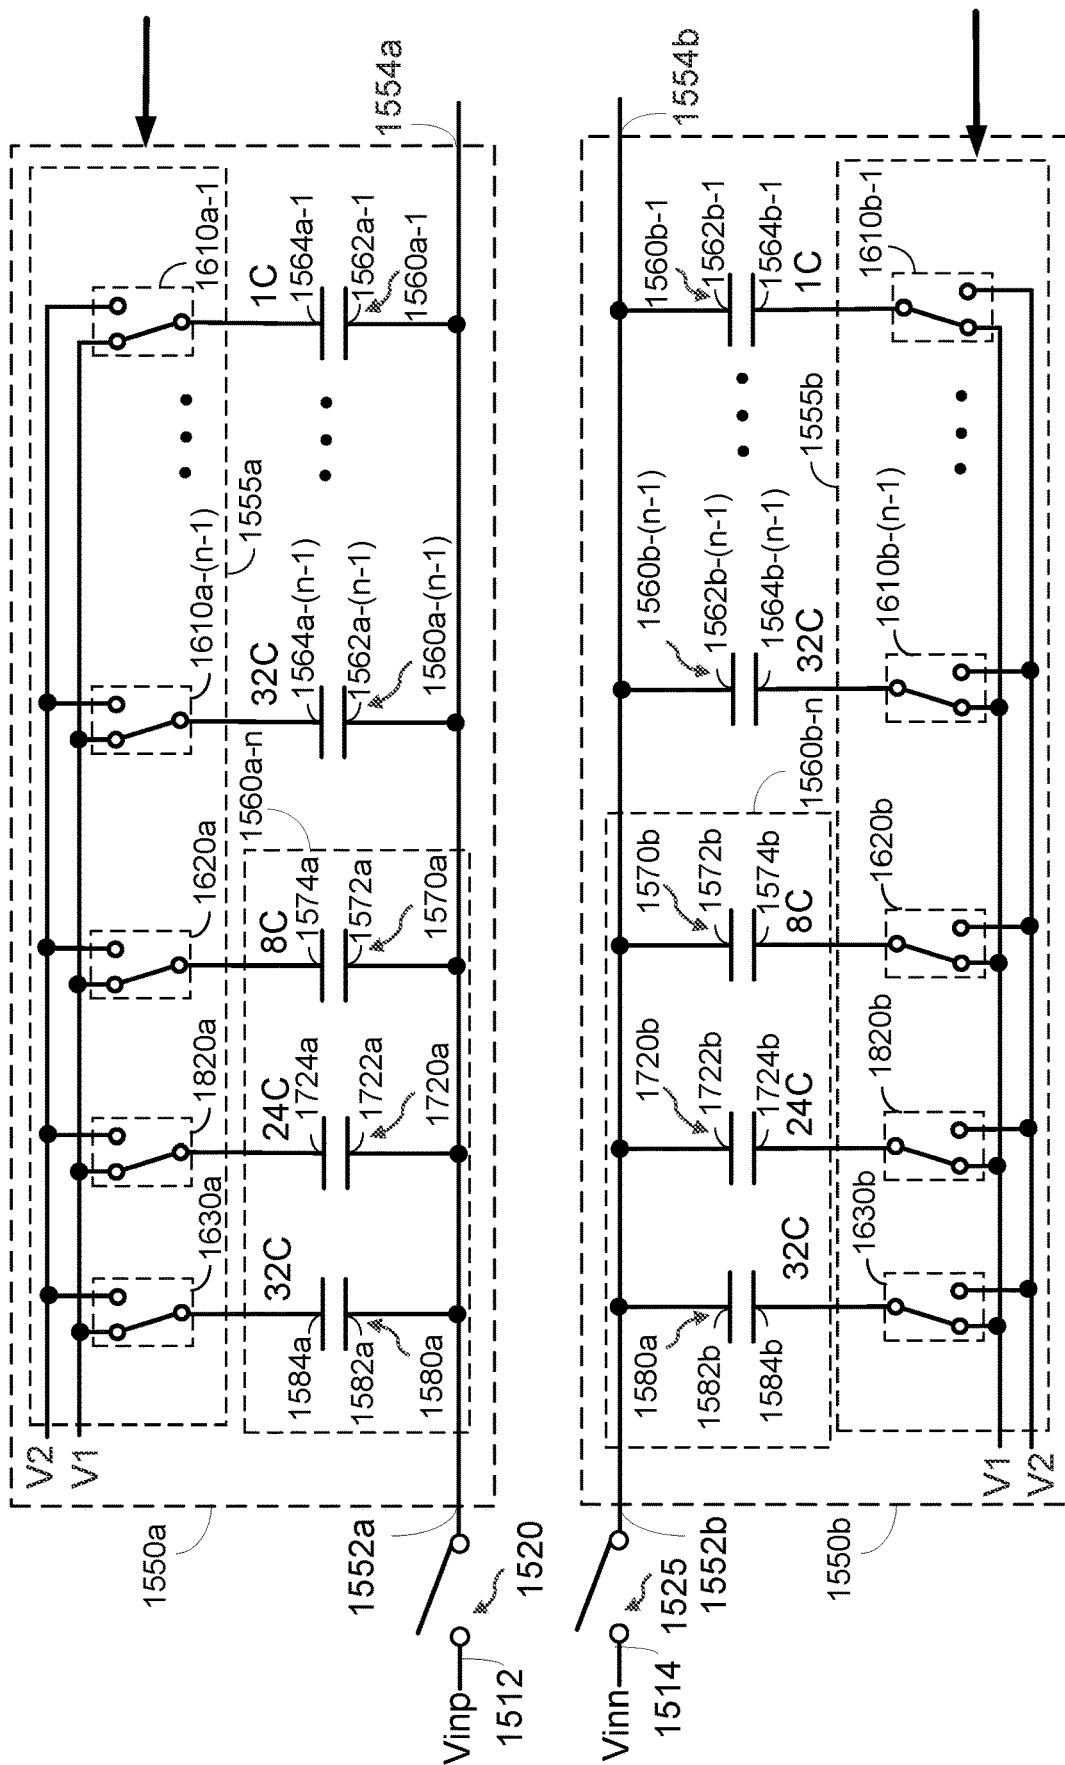 V2
V1
1550a
1630a
1820a
1620a
1610a-(n-1)
1555a
1610a-1
32C
24C
8C
1560a-n
32C
1C
1584a
1582a
1580a
1724a
1722a
1720a
1574a
1572a
1570a
1564a-(n-1)
1562a-(n-1)
1560a-(n-1)
1564a-1
1562a-1
1560a-1
1554a
1552a
1520
Vinp
1512
Vinn
1514
1525
1552b
1554b
1580a
1582b
1584b
32C
1720b
1722b
1724b
24C
1570b
1572b
1574b
8C
1560b-n
1560b-(n-1)
1562b-(n-1)
1564b-(n-1)
32C
1560b-1
1562b-1
1564b-1
1C
1555b
1630b
1820b
1620b
1610b-(n-1)
1610b-1
1550b
V1
V2